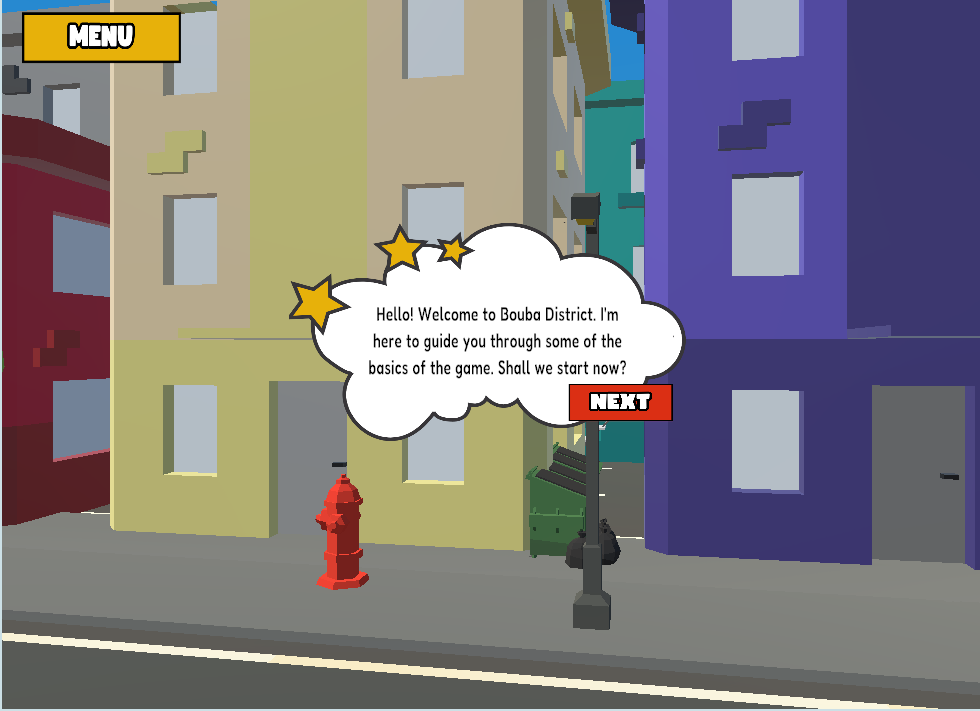 MENU
Hello! Welcome to Bouba District. I'm
here to guide you through some of the
basics of the game. Shall we start now?
NEXT